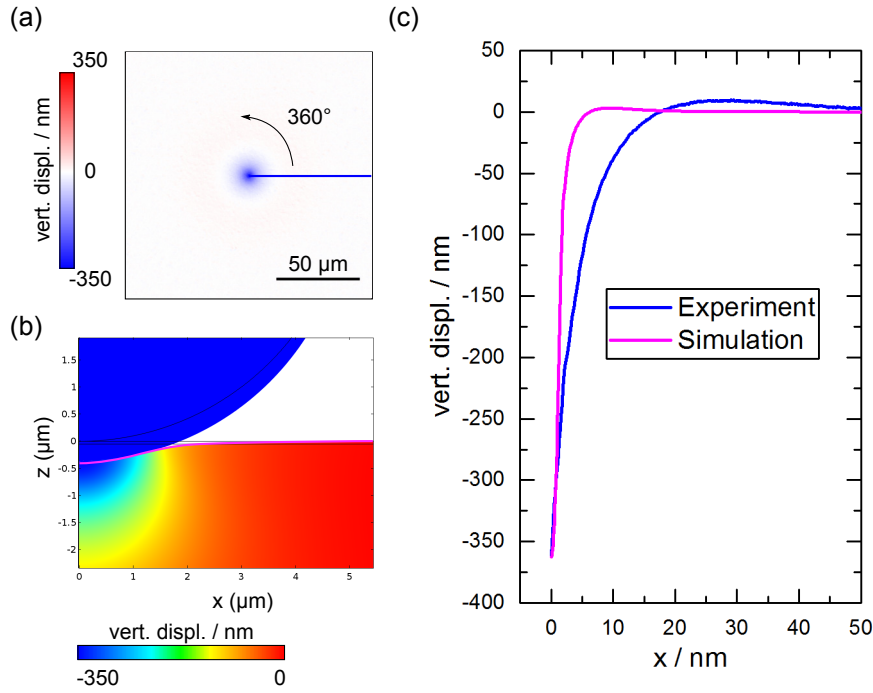 (a)
350
0
-350
vert. displ. / nm
360°
50 µm
(b)
1.5
1
0.5
0
-0.5
-1
-1.5
-2
z (µm)
0 1 2 3 4 5
x (µm)
vert. displ. / nm
-350 0
(c)
50
0
-50
-100
-150
-200
-250
-300
-350
-400
vert. displ. / nm
Experiment
Simulation
0 10 20 30 40 50
x / nm